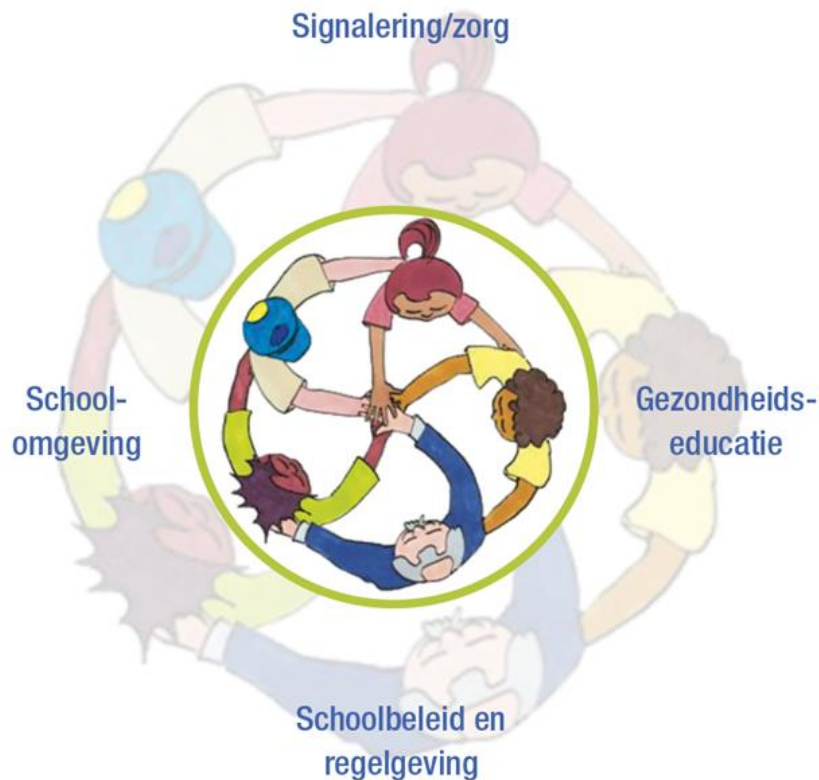 Signalering/zorg
School-
omgeving
Gezondheids-
educatie
Schoolbeleid en
regelgeving